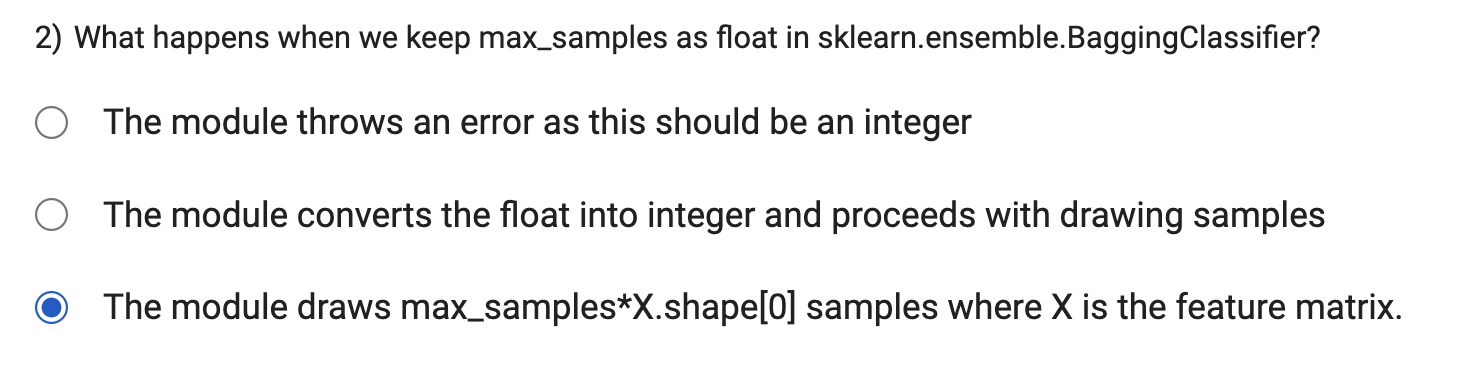 2) What happens when we keep max_samples as float in sklearn.ensemble.BaggingClassifier?
The module throws an error as this should be an integer
The module converts the float into integer and proceeds with drawing samples
The module draws max_samples*X.shape[0] samples where X is the feature matrix.